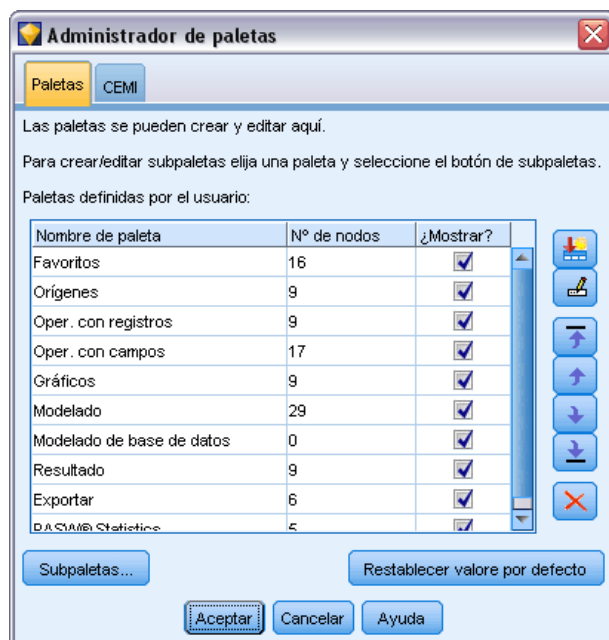 Administrador de paletas
Paletas CEMI
Las paletas se pueden crear y editar aquí.
Para crear/editar subpaletas elija una paleta y seleccione el botón de subpaletas.
Paletas definidas por el usuario:
Nombre de paleta Nº de nodos ¿Mostrar?
Favoritos 16
Orígenes 9
Oper. con registros 9
Oper. con campos 17
Gráficos 9
Modelado 29
Modelado de base de datos 0
Resultado 9
Exportar 6
PASW® Statistics 5
Subpaletas... Restablecer valore por defecto
Aceptar Cancelar Ayuda